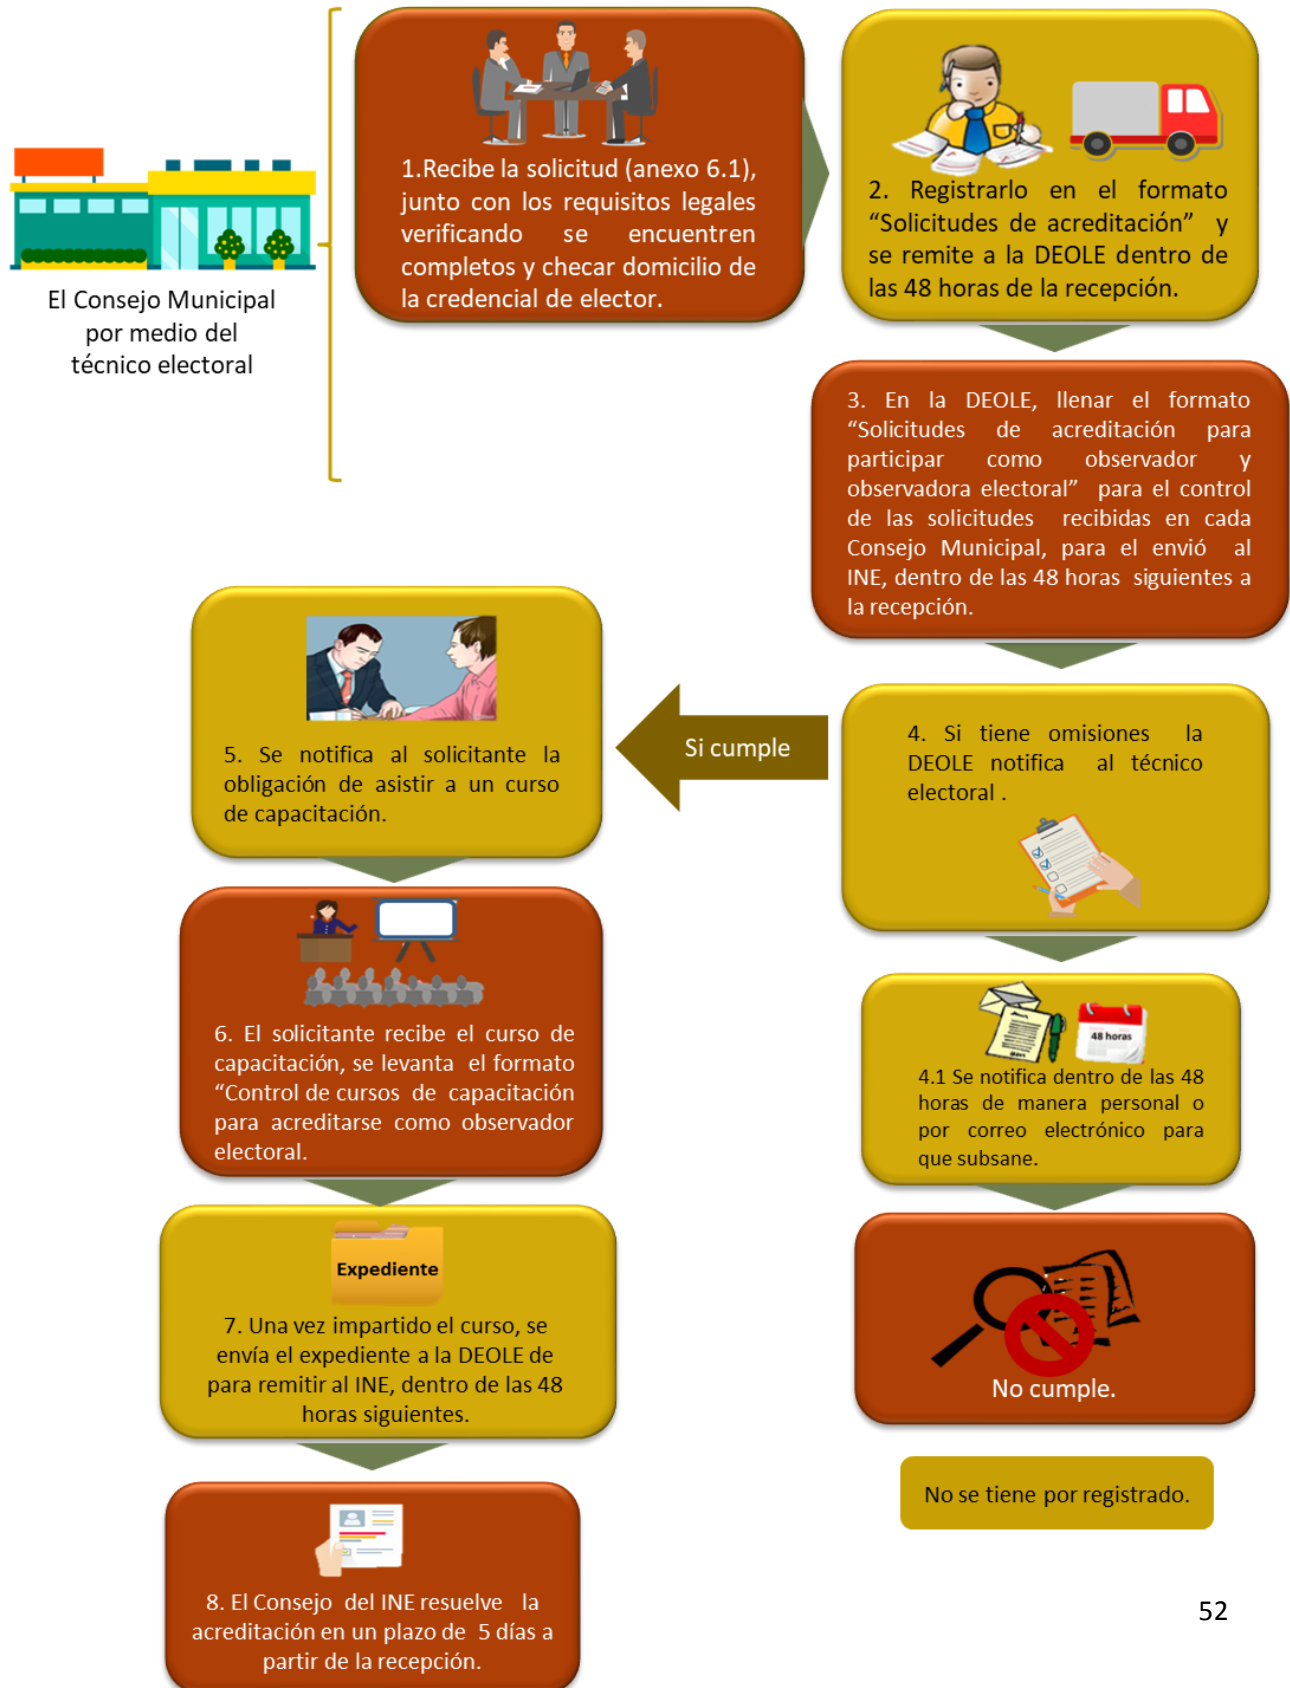 El Consejo Municipal
por medio del
técnico electoral
1.Recibe la solicitud (anexo 6.1),
junto con los requisitos legales
verificando se encuentren
completos y checar domicilio de
la credencial de elector.
2. Registrarlo en el formato
“Solicitudes de acreditación” y
se remite a la DEOLE dentro de
las 48 horas de la recepción.
3. En la DEOLE, llenar el formato
“Solicitudes de acreditación para
participar como observador y
observadora electoral” para el control
de las solicitudes recibidas en cada
Consejo Municipal, para el envió al
INE, dentro de las 48 horas siguientes a
la recepción.
4. Si tiene omisiones la
DEOLE notifica al técnico
electoral .
Si cumple
48 horas
4.1 Se notifica dentro de las 48
horas de manera personal o
por correo electrónico para
que subsane.
No cumple.
No se tiene por registrado.
5. Se notifica al solicitante la
obligación de asistir a un curso
de capacitación.
6. El solicitante recibe el curso de
capacitación, se levanta el formato
“Control de cursos de capacitación
para acreditarse como observador
electoral.
Expediente
7. Una vez impartido el curso, se
envía el expediente a la DEOLE de
para remitir al INE, dentro de las 48
horas siguientes.
8. El Consejo del INE resuelve la
acreditación en un plazo de 5 días a
partir de la recepción.
52